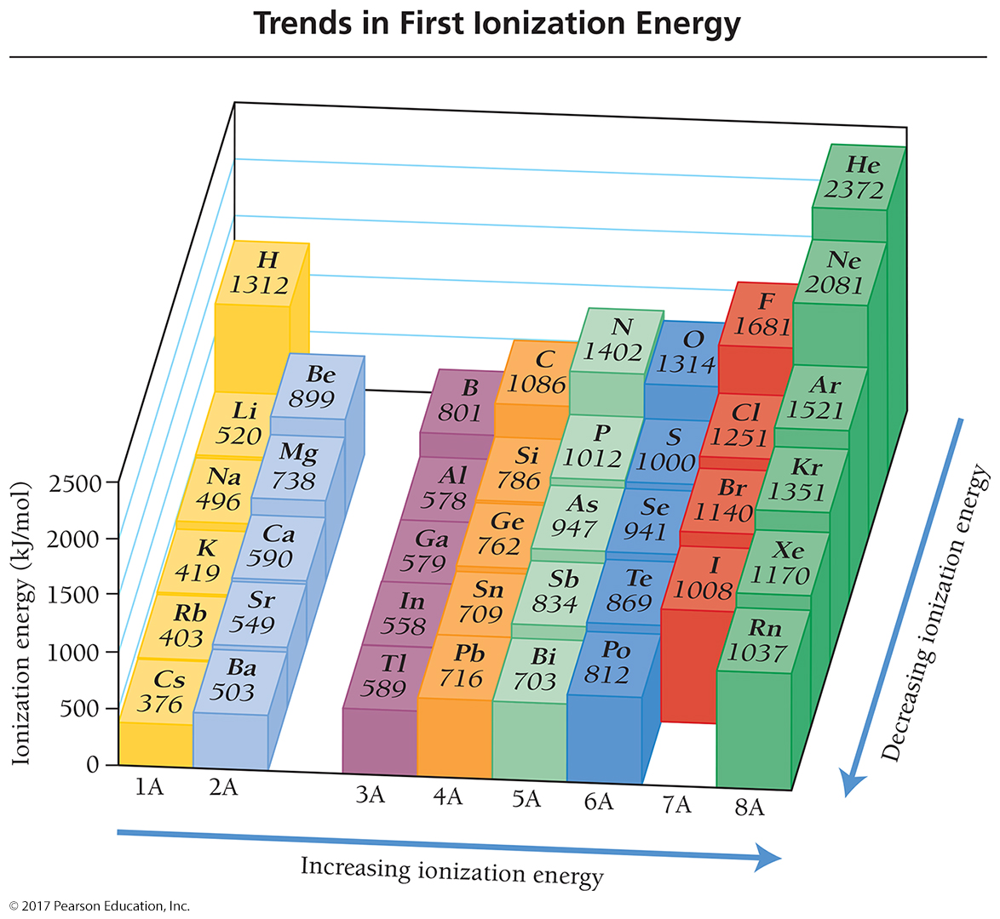 Trends in First Ionization Energy
He
2372
H
1312
Ne
2081
F
1681
N
1402
O
1314
C
1086
Be
899
B
801
Ar
1521
Li
520
Cl
1251
P
1012
S
1000
Mg
738
Si
786
Al
578
Kr
1351
Na
496
Br
1140
As
947
Se
941
Ge
762
Ca
590
Ga
579
K
419
Xe
1170
I
1008
Sb
834
Te
869
Sn
709
Sr
549
In
558
Rb
403
Rn
1037
Po
812
Bi
703
Pb
716
Tl
589
Ba
503
Cs
376
Ionization energy (kJ/mol)
2500
2000
1500
1000
500
0
1A 2A 3A 4A 5A 6A 7A 8A
Decreasing ionization energy
Increasing ionization energy
© 2017 Pearson Education, Inc.